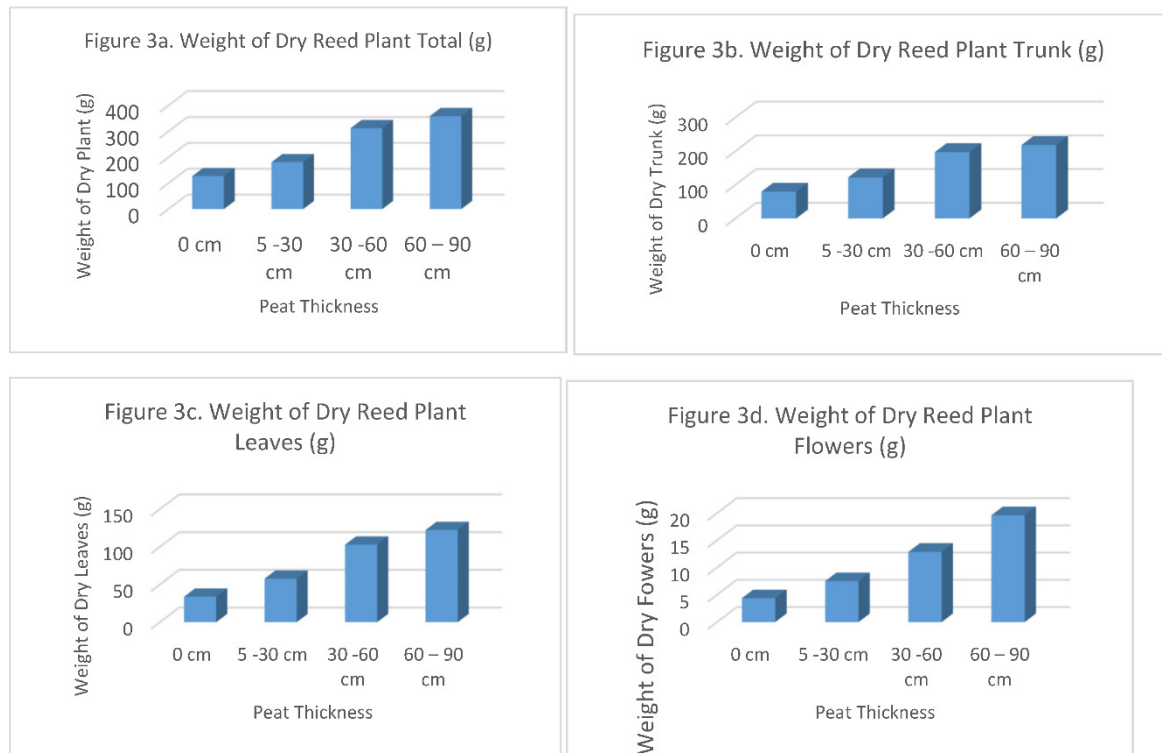 Figure 3a. Weight of Dry Reed Plant Total (g)
Weight of Dry Plant (g)
400
300
200
100
0
0 cm
5 -30
cm
30 -60
cm
60 – 90
cm
Peat Thickness
Figure 3b. Weight of Dry Reed Plant Trunk (g)
Weight of Dry Trunk (g)
300
200
100
0
0 cm
5 -30 cm
30 -60 cm
60 – 90
cm
Peat Thickness
Figure 3c. Weight of Dry Reed Plant
Leaves (g)
Weight of Dry Leaves (g)
150
100
50
0
0 cm
5 -30 cm
30 -60
cm
60 – 90
cm
Peat Thickness
Figure 3d. Weight of Dry Reed Plant
Flowers (g)
Weight of Dry Fowers (g)
20
15
10
5
0
0 cm
5 -30 cm
30 -60
cm
60 – 90
cm
Peat Thickness